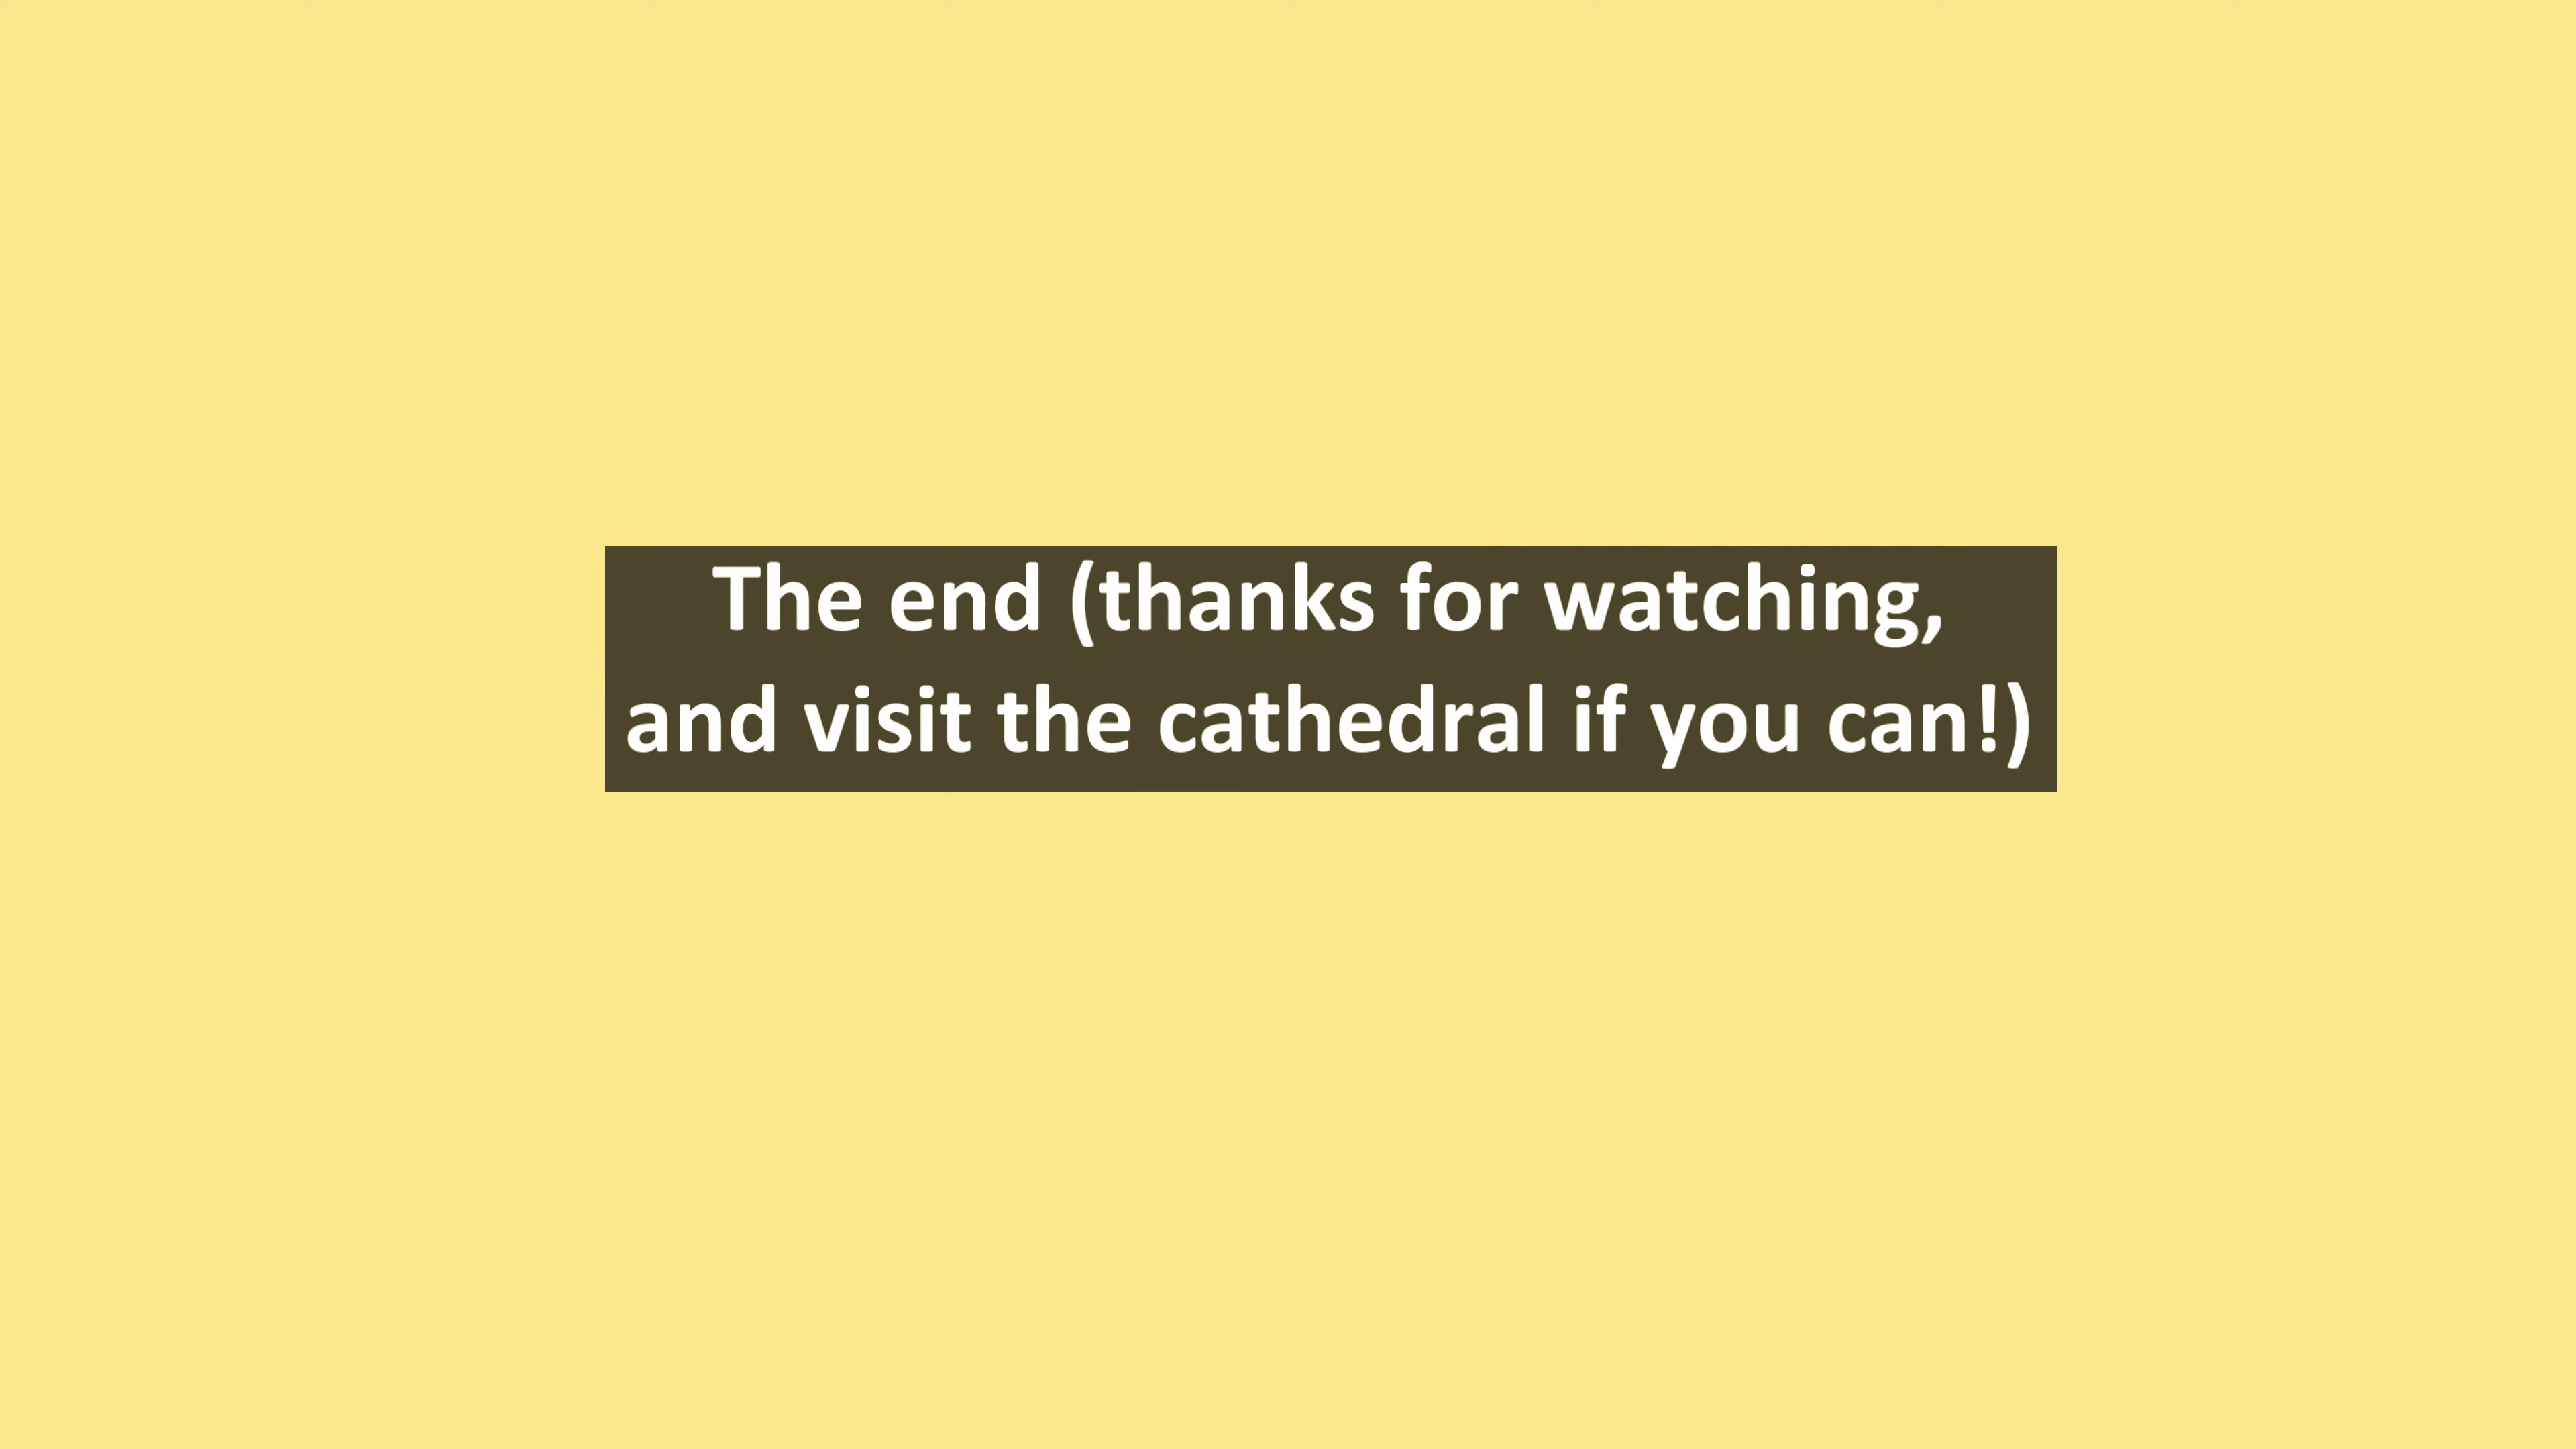 The end (thanks for watching,
and visit the cathedral if you can!)